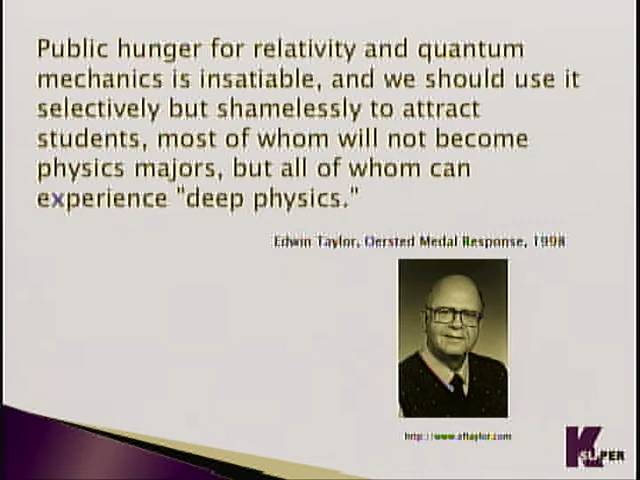 Public hunger for relativity and quantum
mechanics is insatiable, and we should use it
selectively but shamelessly to attract
students, most of whom will not become
physics majors, but all of whom can
experience "deep physics."
Edwin Taylor, Oersted Medal Response, 1998
http://www.eftaylor.com
K
SUPER